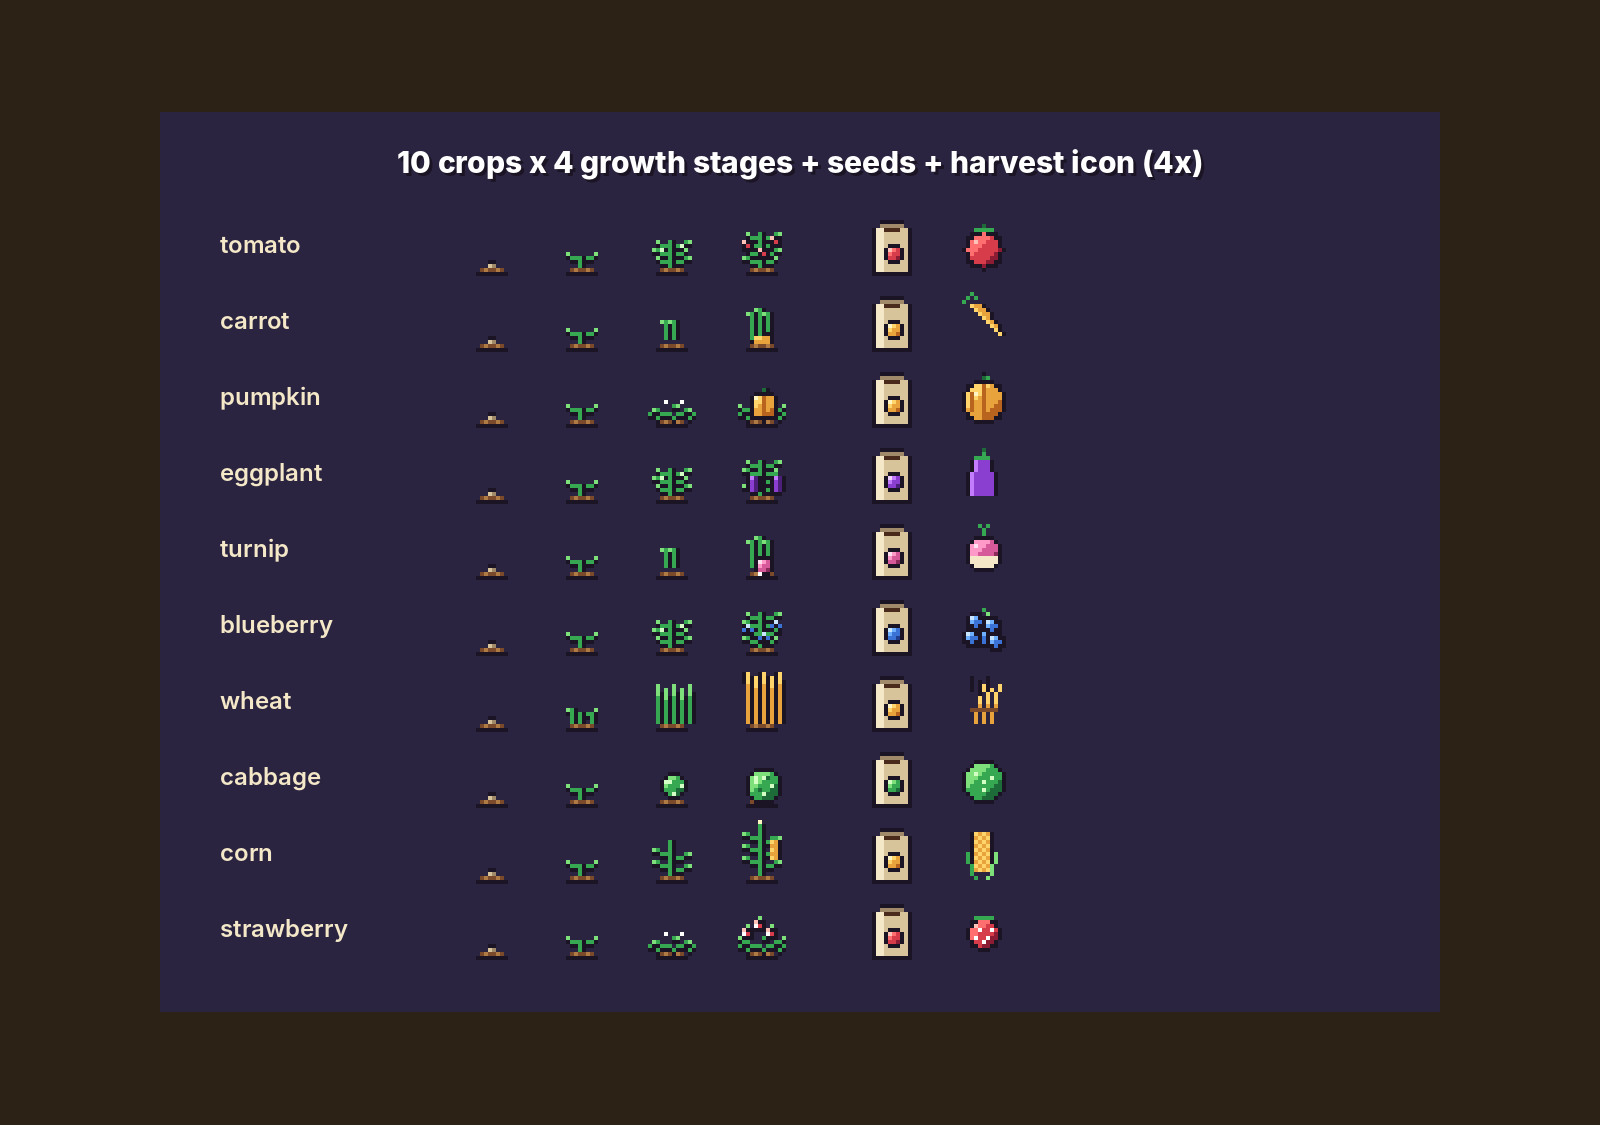 10 crops x 4 growth stages + seeds + harvest icon (4x)
tomato
carrot
pumpkin
eggplant
turnip
blueberry
wheat
cabbage
corn
strawberry